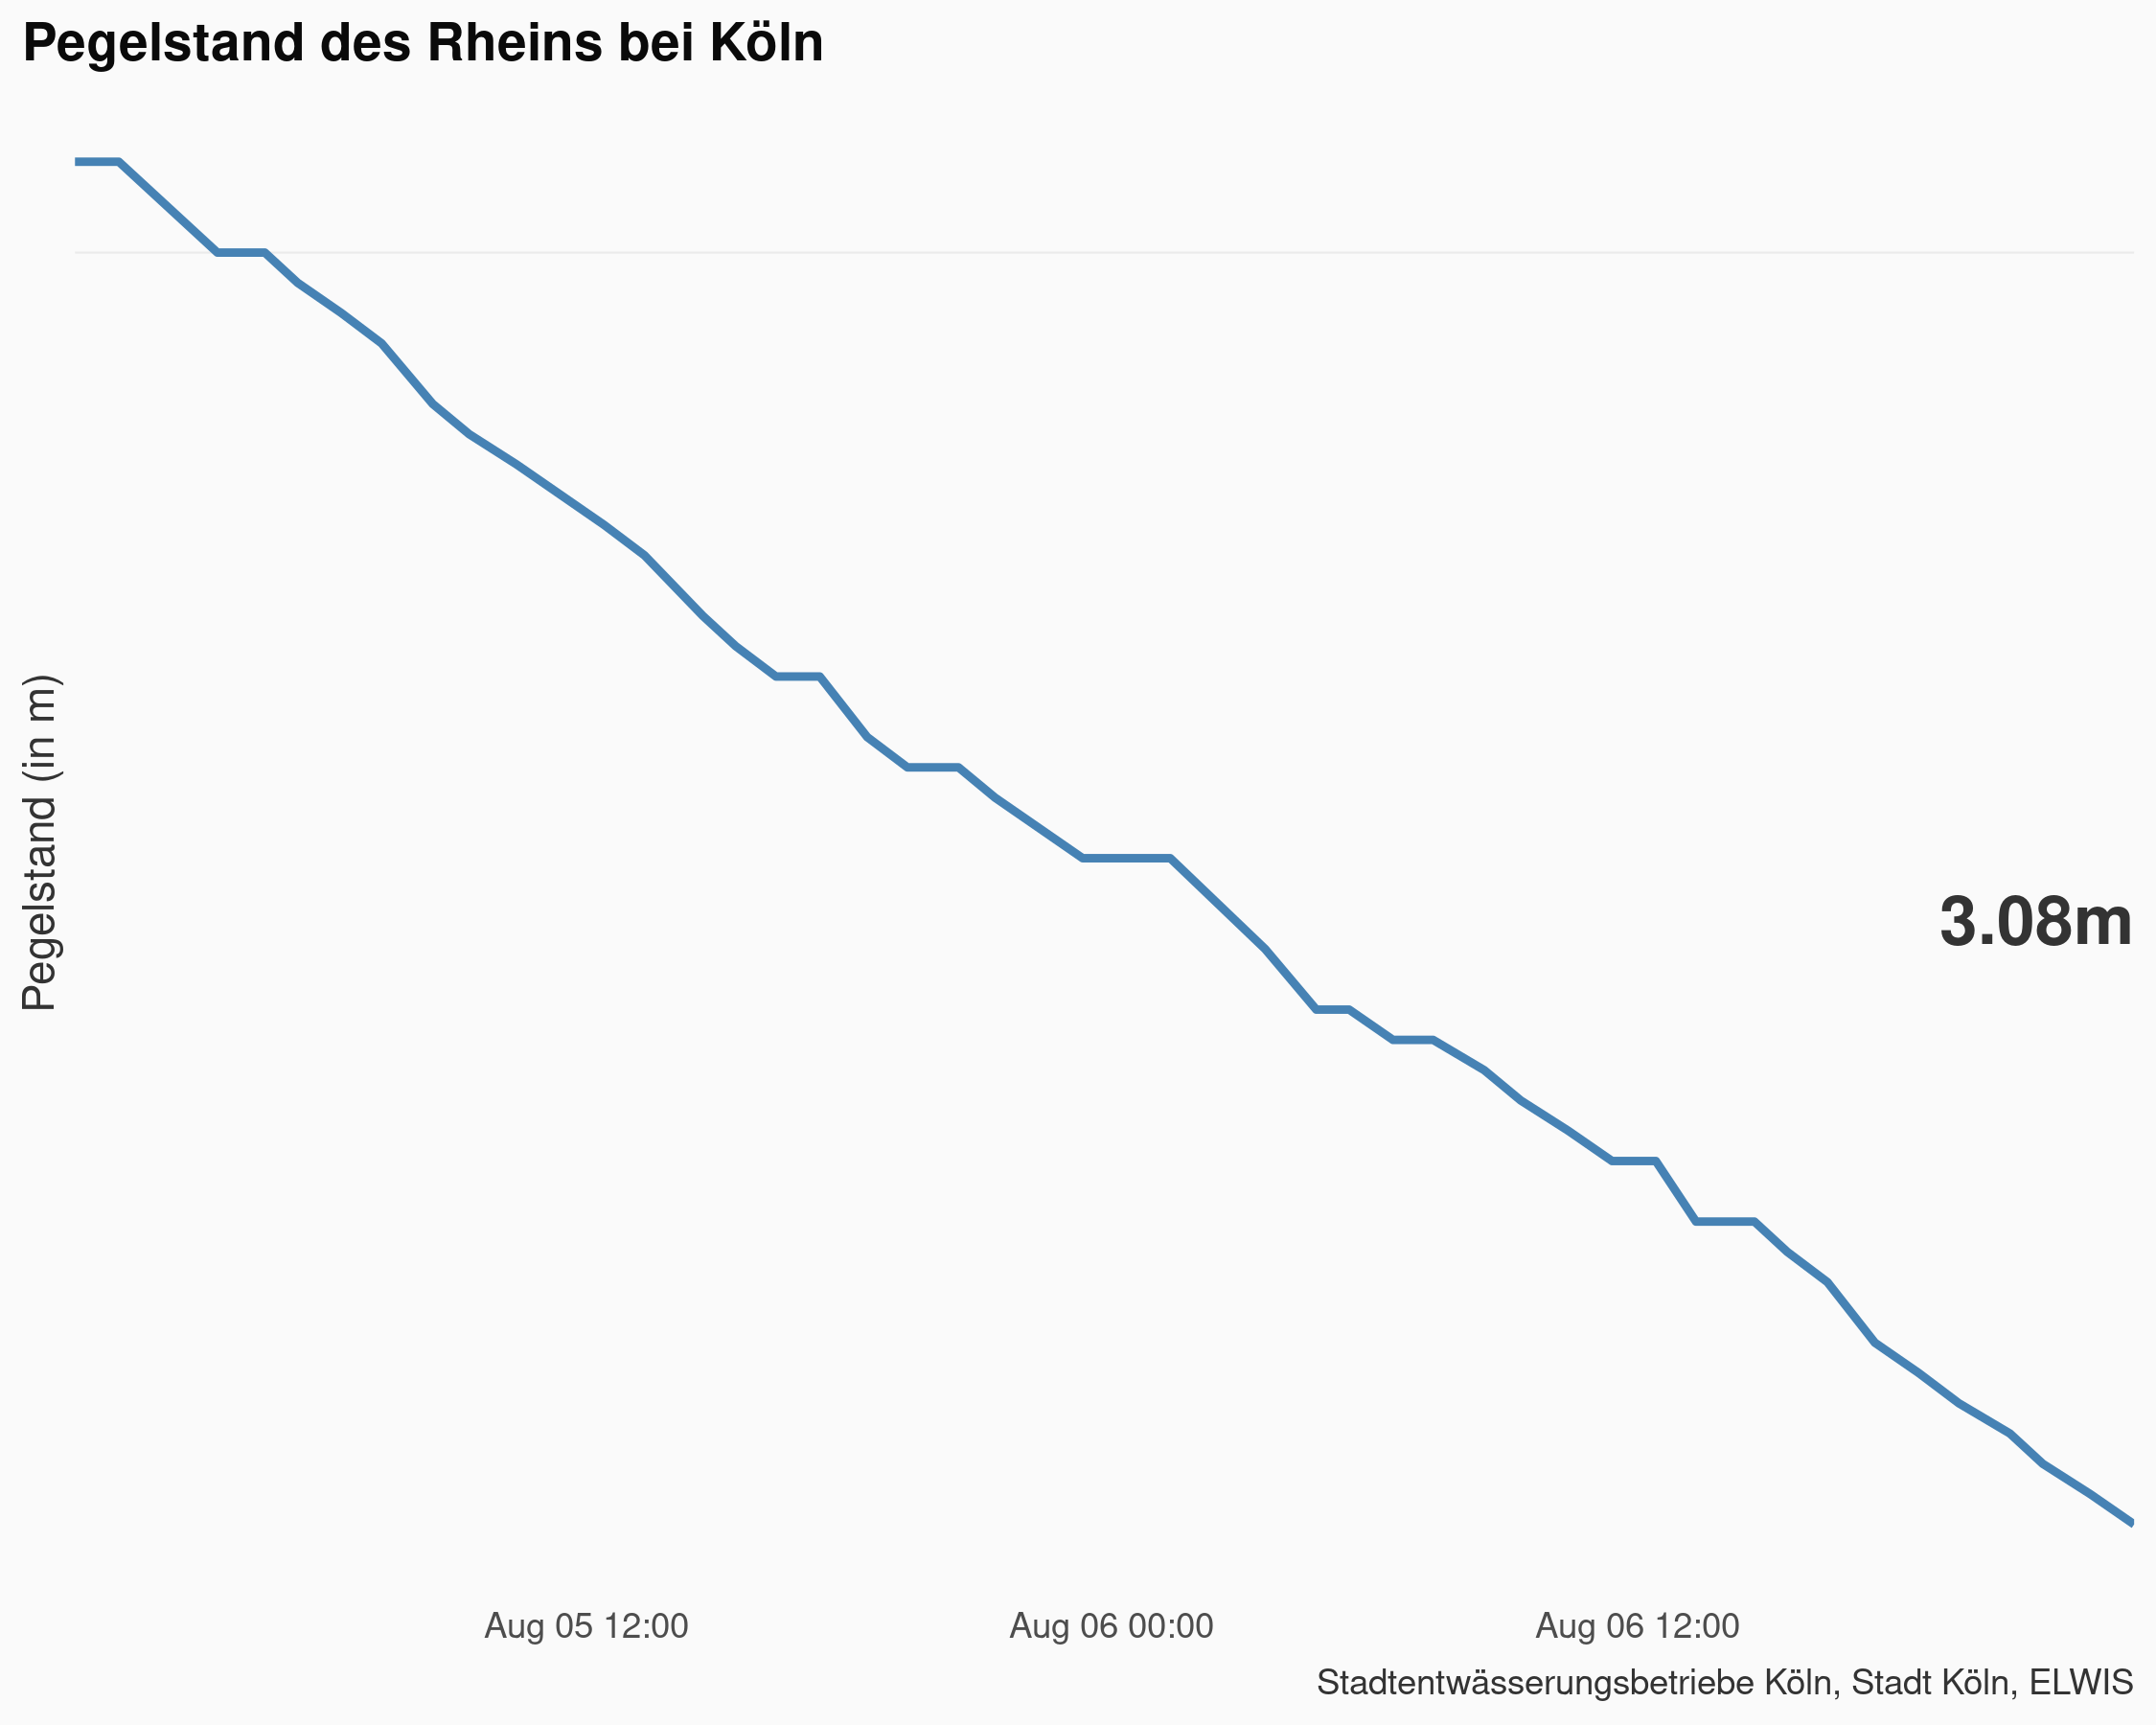 Pegelstand des Rheins bei Köln
Pegelstand (in m)
3.08m
Aug 05 12:00
Aug 06 00:00
Aug 06 12:00
Stadtentwässerungsbetriebe Köln, Stadt Köln, ELWIS